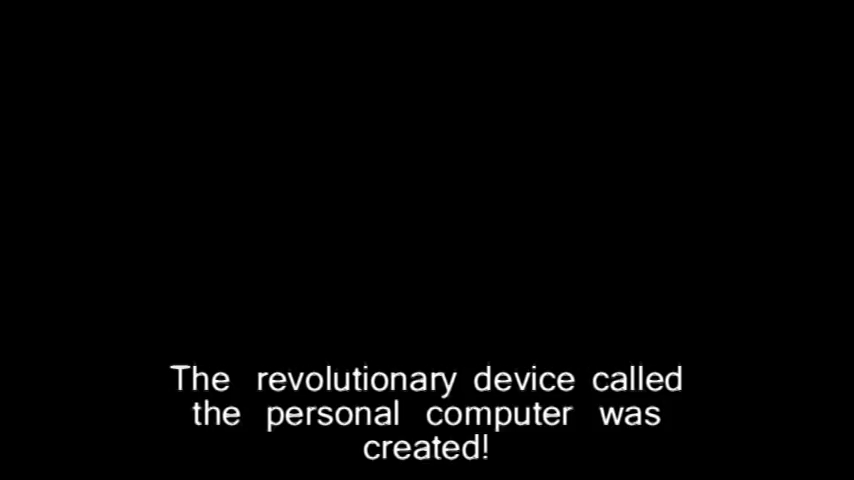 The revolutionary device called
the personal computer was
created!